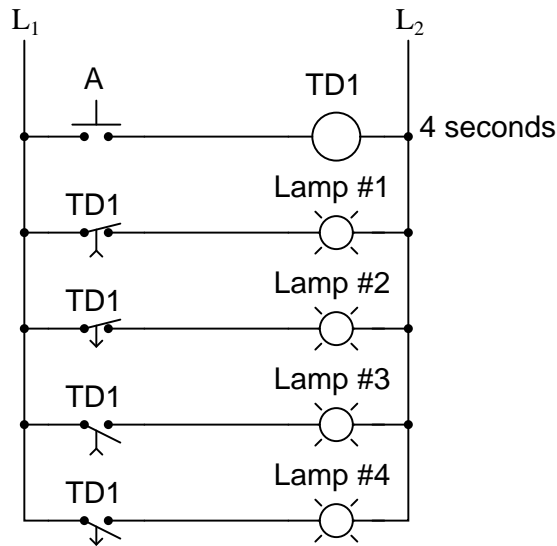 L1 L2
A TD1
4 seconds
TD1 Lamp #1
TD1 Lamp #2
TD1 Lamp #3
TD1 Lamp #4